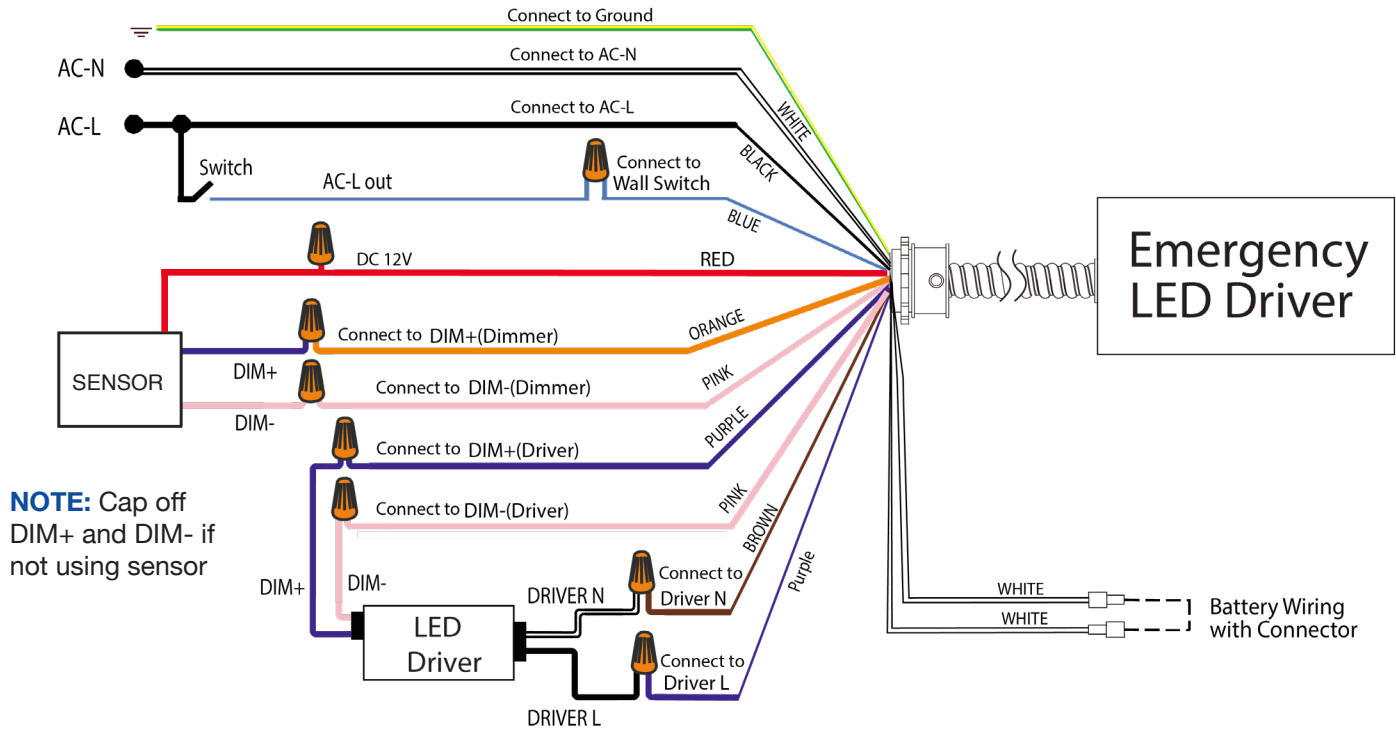 Connect to Ground
AC-N
Connect to AC-N
WHITE
AC-L
Connect to AC-L
BLACK
Switch
AC-L out
Connect to
Wall Switch
BLUE
DC 12V
RED
Emergency
LED Driver
SENSOR
DIM+
Connect to DIM+(Dimmer)
ORANGE
DIM-
Connect to DIM-(Dimmer)
PINK
Connect to DIM+(Driver)
PURPLE
Connect to DIM-(Driver)
PINK
BROWN
Purple
NOTE: Cap off
DIM+ and DIM- if
not using sensor
DIM+
DIM-
LED
Driver
DRIVER N
Connect to
Driver N
DRIVER L
Connect to
Driver L
WHITE
WHITE
Battery Wiring
with Connector